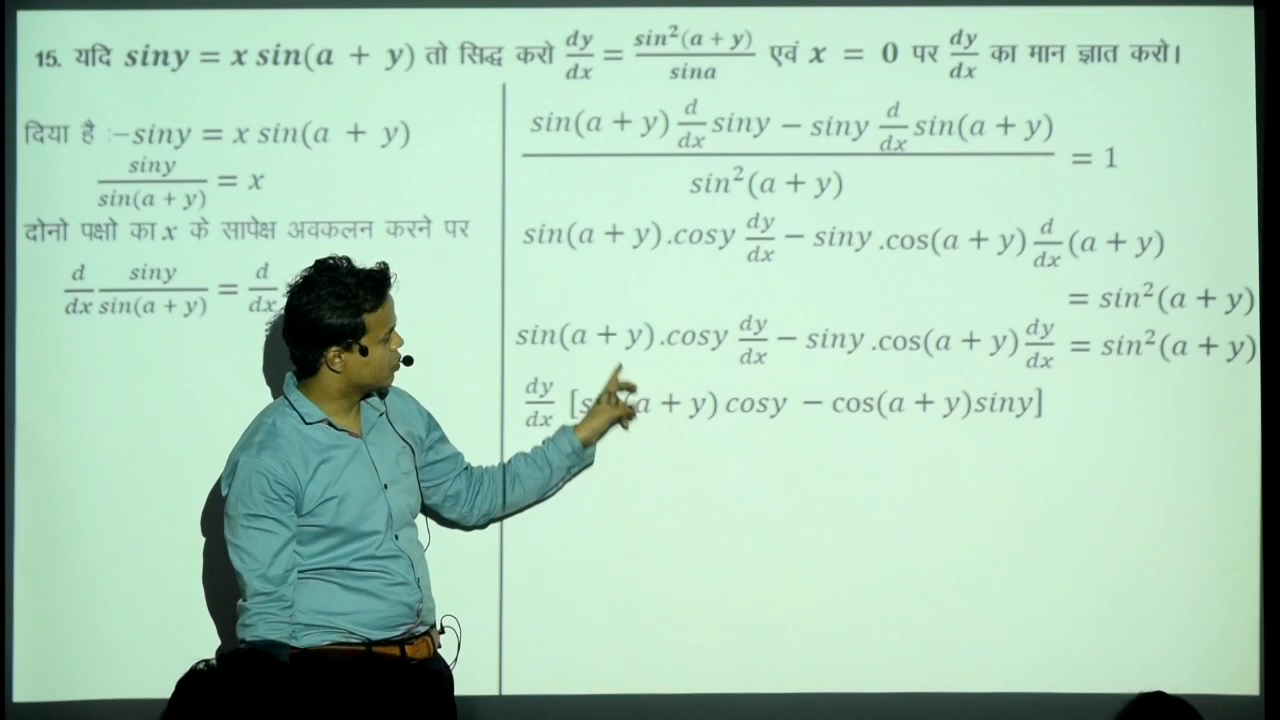 15. यदि siny = x sin(a + y) तो सिद्ध करो dy/dx = sin²(a + y)/sina एवं x = 0 पर dy/dx का मान ज्ञात करो।
दिया है :-siny = x sin(a + y)
siny/sin(a + y) = x
दोनो पक्षो का x के सापेक्ष अवकलन करने पर
d/dx siny/sin(a + y) = d/dx
(sin(a + y) d/dx siny − siny d/dx sin(a + y))/sin²(a + y) = 1
sin(a + y).cosy dy/dx − siny .cos(a + y) d/dx (a + y)
= sin²(a + y)
sin(a + y).cosy dy/dx − siny .cos(a + y) dy/dx = sin²(a + y)
dy/dx [sin(a + y) cosy − cos(a + y)siny]